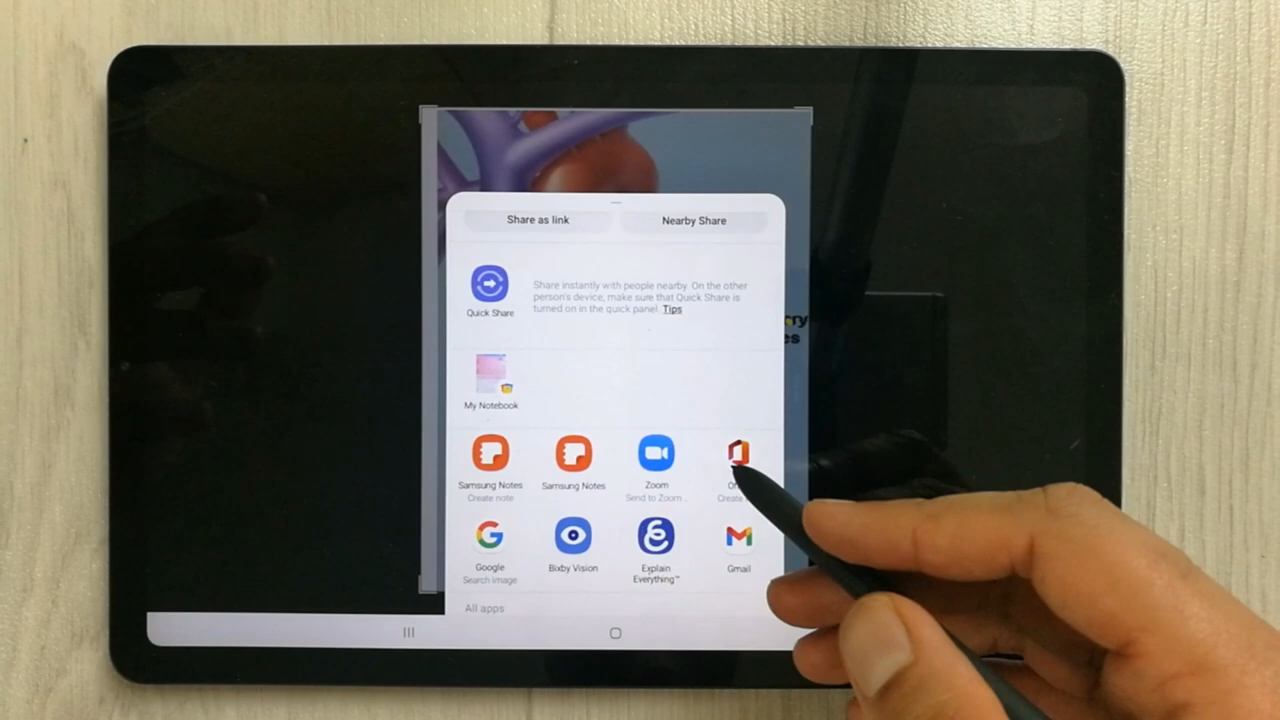 Share as link
Nearby Share
Share instantly with people nearby. On the other
person's device, make sure that Quick Share is
turned on in the quick panel. Tips
Quick Share
My Notebook
Samsung Notes
Create note
Samsung Notes
Zoom
Send to Zoom ..
Create
Google
Search image
Bixby Vision
Explain
Everything™
Gmail
All apps